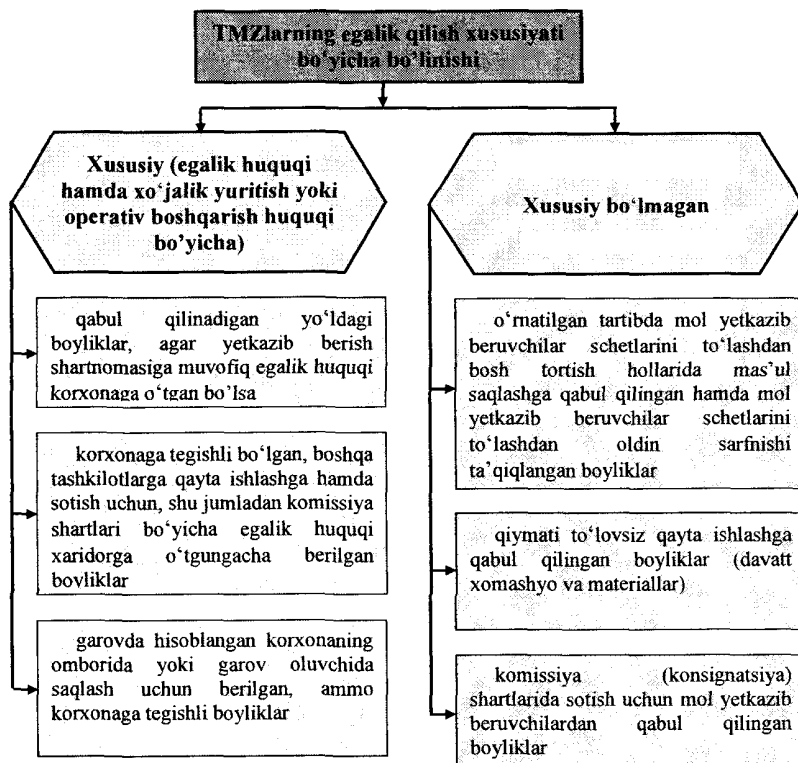 TMZlarning egalik qilish xususiyati
bo‘yicha bo‘linishi
Xususiy (egalik huquqi
hamda xo‘jalik yuritish yoki
operativ boshqarish huquqi
bo’yicha)
qabul qilinadigan yo‘ldagi
boyliklar, agar yetkazib berish
shartnomasiga muvofiq egalik huquqi
korxonaga o‘tgan bo’lsa
korxonaga tegishli bo‘lgan, boshqa
tashkilotlarga qayta ishlashga hamda
sotish uchun, shu jumladan komissiya
shartlari bo‘yicha egalik huquqi
xaridorga o‘tgungacha berilgan
boyliklar
garovda hisoblangan korxonaning
omborida yoki garov oluvchida
saqlash uchun berilgan, ammo
korxonaga tegishli boyliklar
Xususiy bo‘lmagan
o‘rnatilgan tartibda mol yetkazib
beruvchilar schetlarini to‘lashdan
bosh tortish hollarida mas’ul
saqlashga qabul qilingan hamda mol
yetkazib beruvchilar schetlarini
to‘lashdan oldin sarfnishi
ta’qiqlangan boyliklar
qiymati to‘lovsiz qayta ishlashga
qabul qilingan boyliklar (davatt
xomashyo va materiallar)
komissiya (konsignatsiya)
shartlarida sotish uchun mol yetkazib
beruvchilardan qabul qilingan
boyliklar